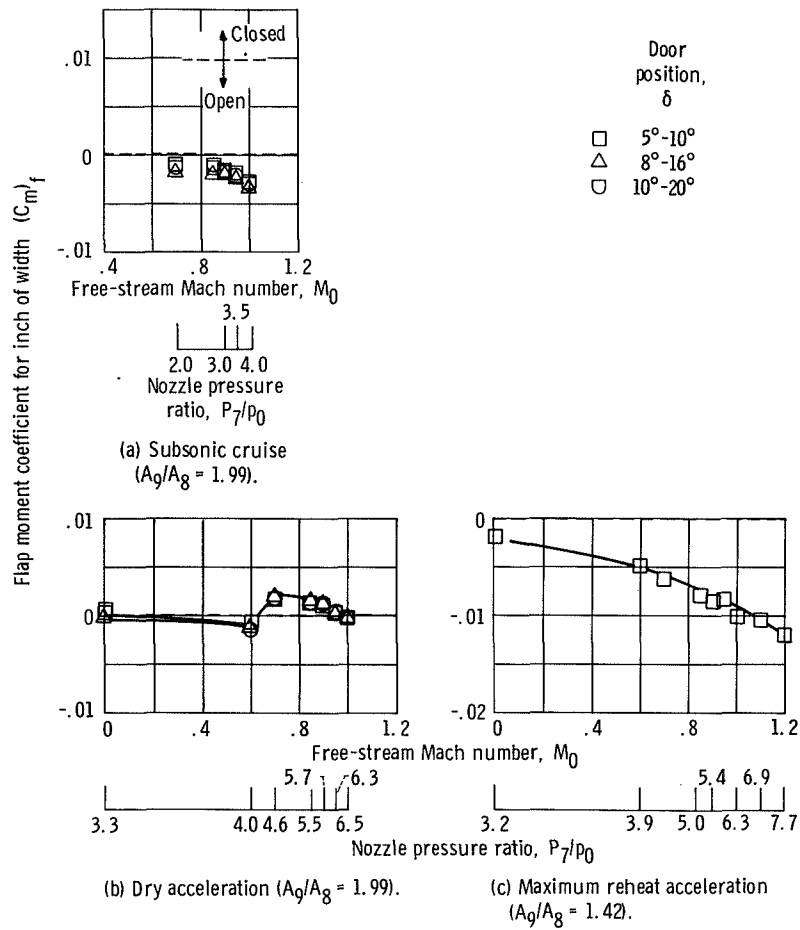 Flap moment coefficient for inch of width (Cm)f
.01
0
-.01
Closed
Open
.4 .8 1.2
Free-stream Mach number, M0
3.5
2.0 3.0 4.0
Nozzle pressure
ratio, P7/p0
(a) Subsonic cruise
(A9/A8 = 1.99).
Door
position,
δ
5°-10°
8°-16°
10°-20°
.01
0
-.01
0 .4 .8 1.2
0
-.01
-.02
0 .4 .8 1.2
Free-stream Mach number, M0
5.7 6.3
3.3 4.0 4.6 5.5 6.5
5.4 6.9
3.2 3.9 5.0 6.3 7.7
Nozzle pressure ratio, P7/p0
(b) Dry acceleration (A9/A8 = 1.99).
(c) Maximum reheat acceleration
(A9/A8 = 1.42).